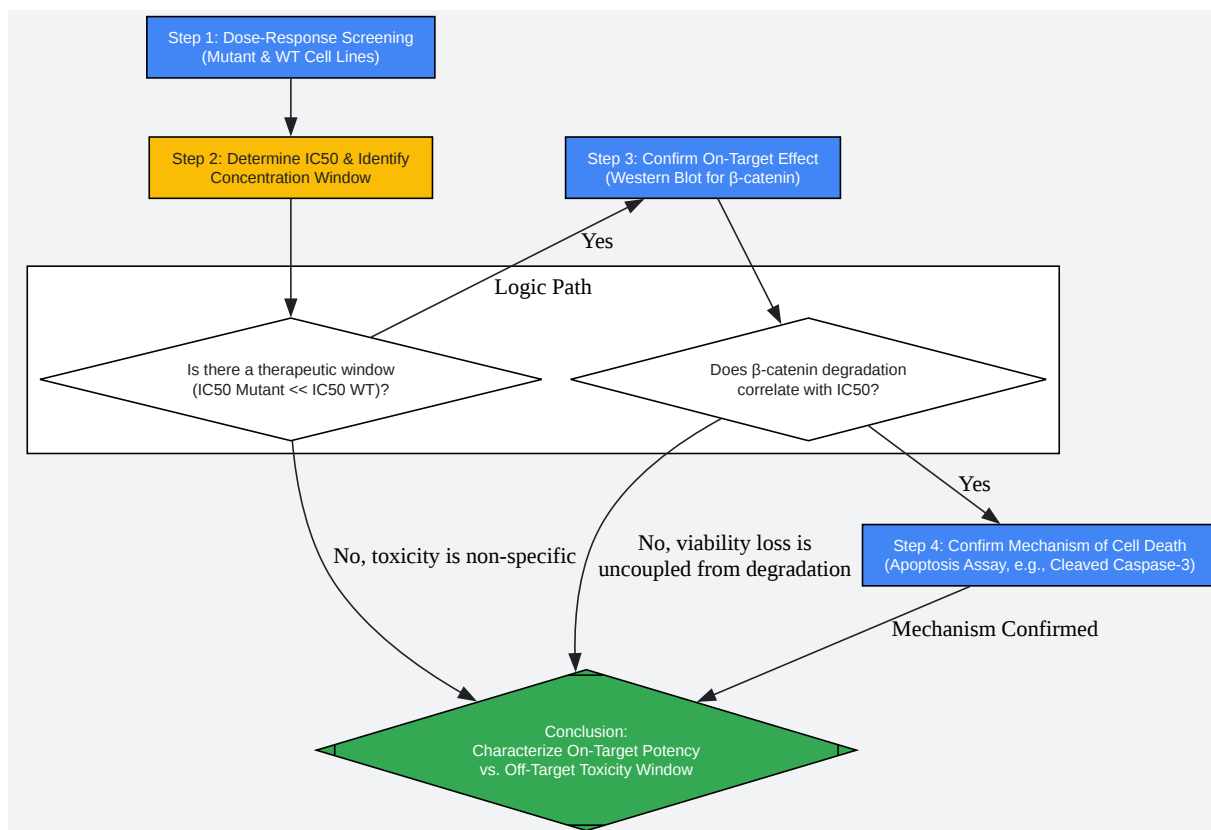 Step 1: Dose-Response Screening
(Mutant & WT Cell Lines)
Step 2: Determine IC50 & Identify
Concentration Window
Step 3: Confirm On-Target Effect
(Western Blot for β-catenin)
Yes
Logic Path
Is there a therapeutic window
(IC50 Mutant << IC50 WT)?
Does β-catenin degradation
correlate with IC50?
Yes
No, toxicity is non-specific
No, viability loss is
uncoupled from degradation
Step 4: Confirm Mechanism of Cell Death
(Apoptosis Assay, e.g., Cleaved Caspase-3)
Mechanism Confirmed
Conclusion:
Characterize On-Target Potency
vs. Off-Target Toxicity Window